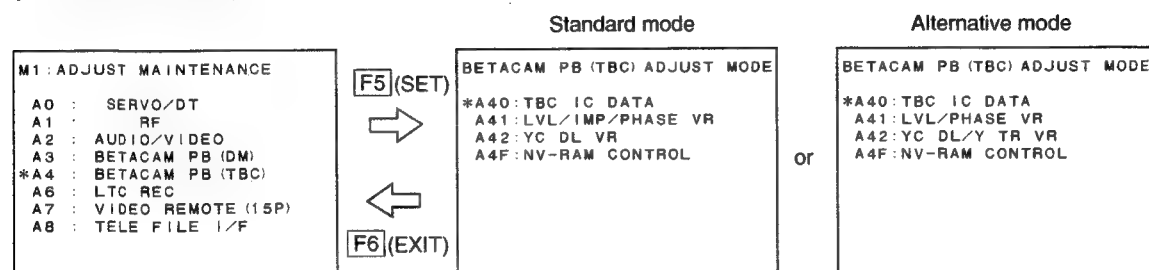 Standard mode
Alternative mode
M1:ADJUST MAINTENANCE
A0 : SERVO/DT
A1 : RF
A2 : AUDIO/VIDEO
A3 : BETACAM PB (DM)
*A4 : BETACAM PB (TBC)
A6 : LTC REC
A7 : VIDEO REMOTE (15P)
A8 : TELE FILE I/F
F5 (SET)
F6 (EXIT)
BETACAM PB (TBC) ADJUST MODE
*A40:TBC IC DATA
A41:LVL/IMP/PHASE VR
A42:YC DL VR
A4F:NV-RAM CONTROL
or
BETACAM PB (TBC) ADJUST MODE
*A40:TBC IC DATA
A41:LVL/PHASE VR
A42:YC DL/Y TR VR
A4F:NV-RAM CONTROL